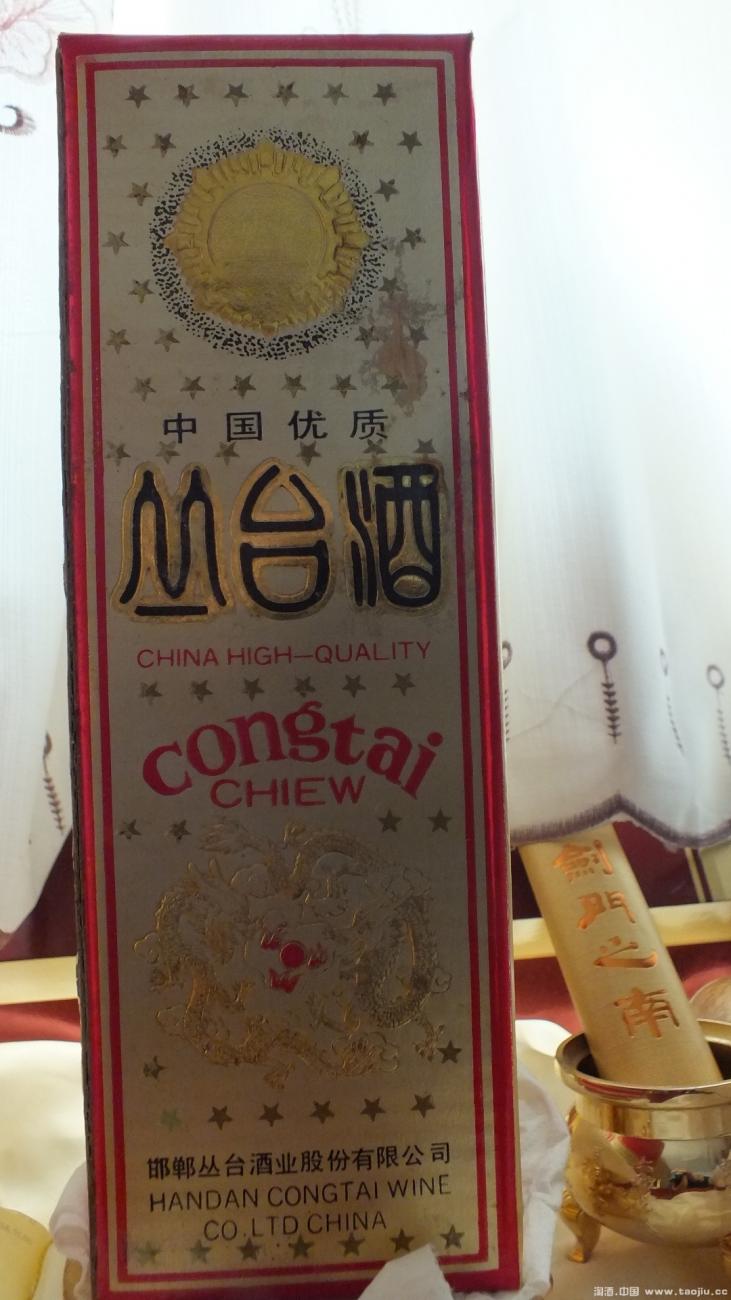 中国优质
丛台酒
CHINA HIGH—QUALITY
congtai
CHIEW
邯郸丛台酒业股份有限公司
HANDAN CONGTAI WINE
CO.LTD CHINA
劍門之南
淘酒.中国 www.taojiu.cc